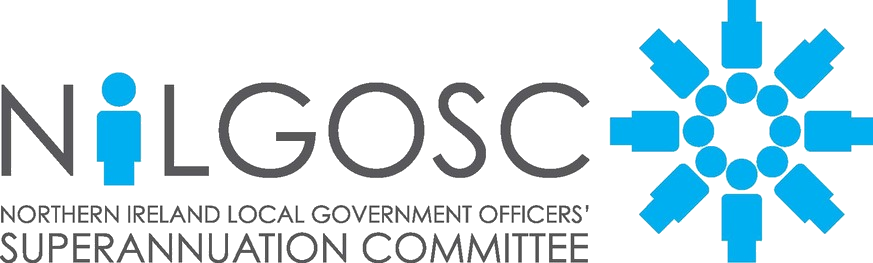 NiLGOSC
NORTHERN IRELAND LOCAL GOVERNMENT OFFICERS'
SUPERANNUATION COMMITTEE